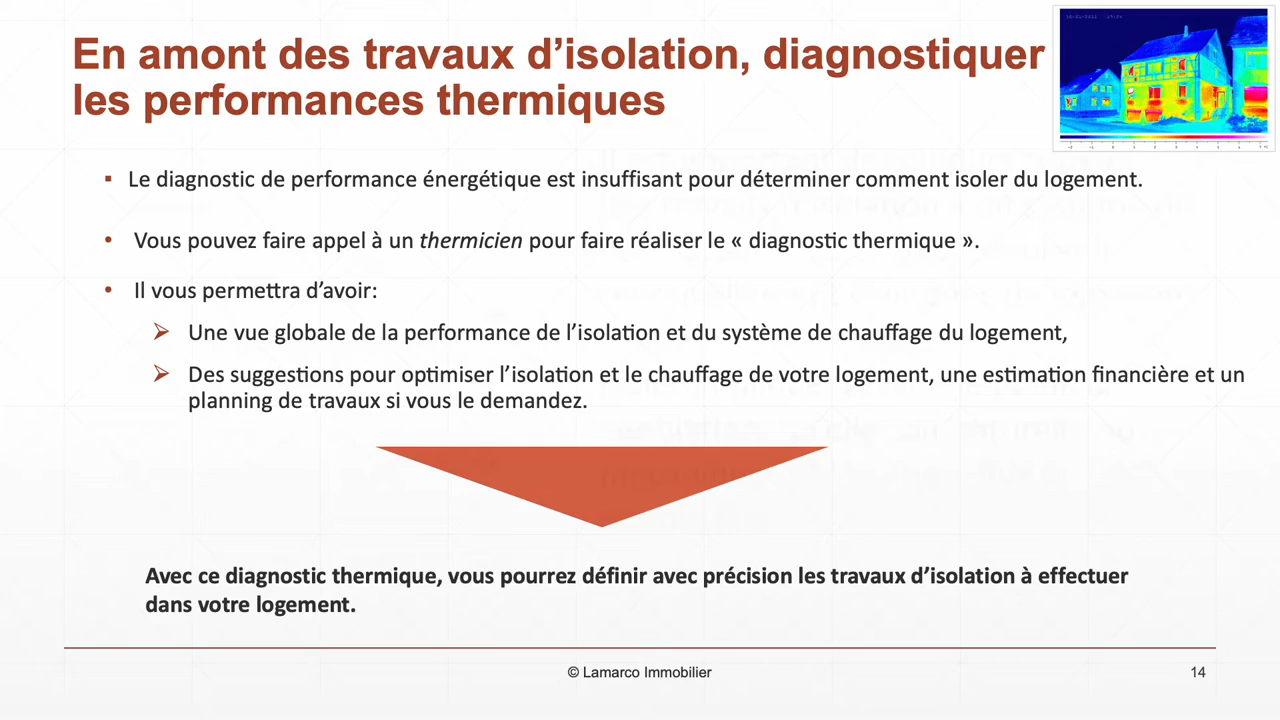 En amont des travaux d’isolation, diagnostiquer
les performances thermiques
▪ Le diagnostic de performance énergétique est insuffisant pour déterminer comment isoler du logement.
• Vous pouvez faire appel à un thermicien pour faire réaliser le « diagnostic thermique ».
• Il vous permettra d’avoir:
➢ Une vue globale de la performance de l’isolation et du système de chauffage du logement,
➢ Des suggestions pour optimiser l’isolation et le chauffage de votre logement, une estimation financière et un
planning de travaux si vous le demandez.
Avec ce diagnostic thermique, vous pourrez définir avec précision les travaux d’isolation à effectuer
dans votre logement.
© Lamarco Immobilier
14